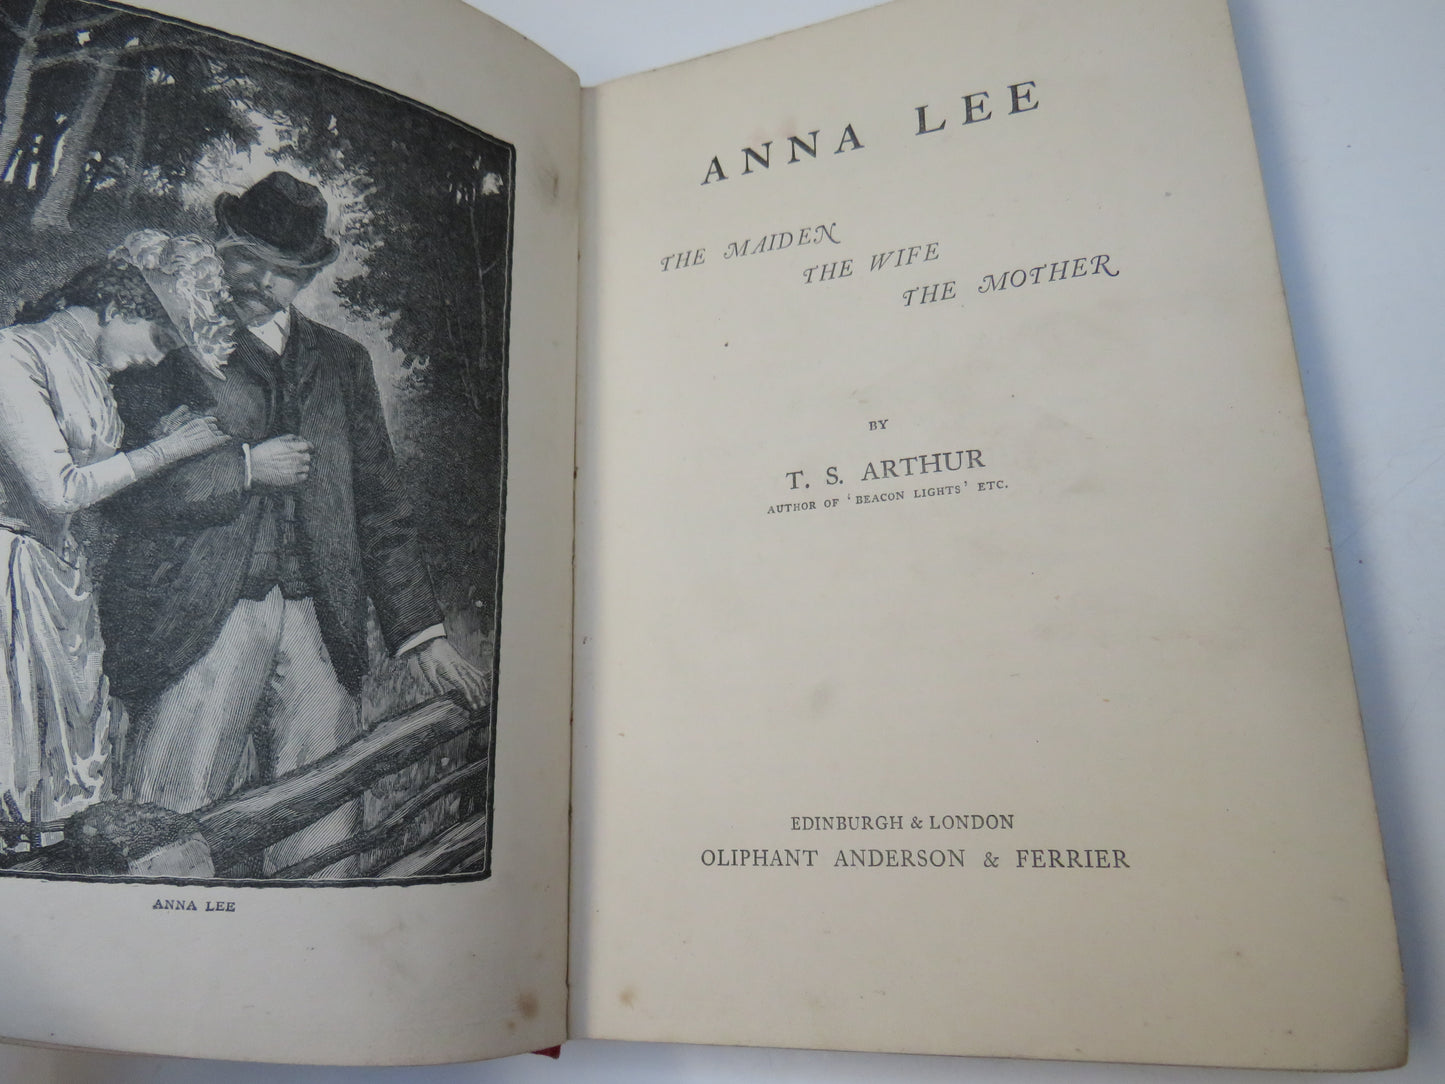 ANNA LEE
ANNA LEE
THE MAIDEN
THE WIFE
THE MOTHER
BY
T. S. ARTHUR
AUTHOR OF ‘BEACON LIGHTS’ ETC.
EDINBURGH & LONDON
OLIPHANT ANDERSON & FERRIER